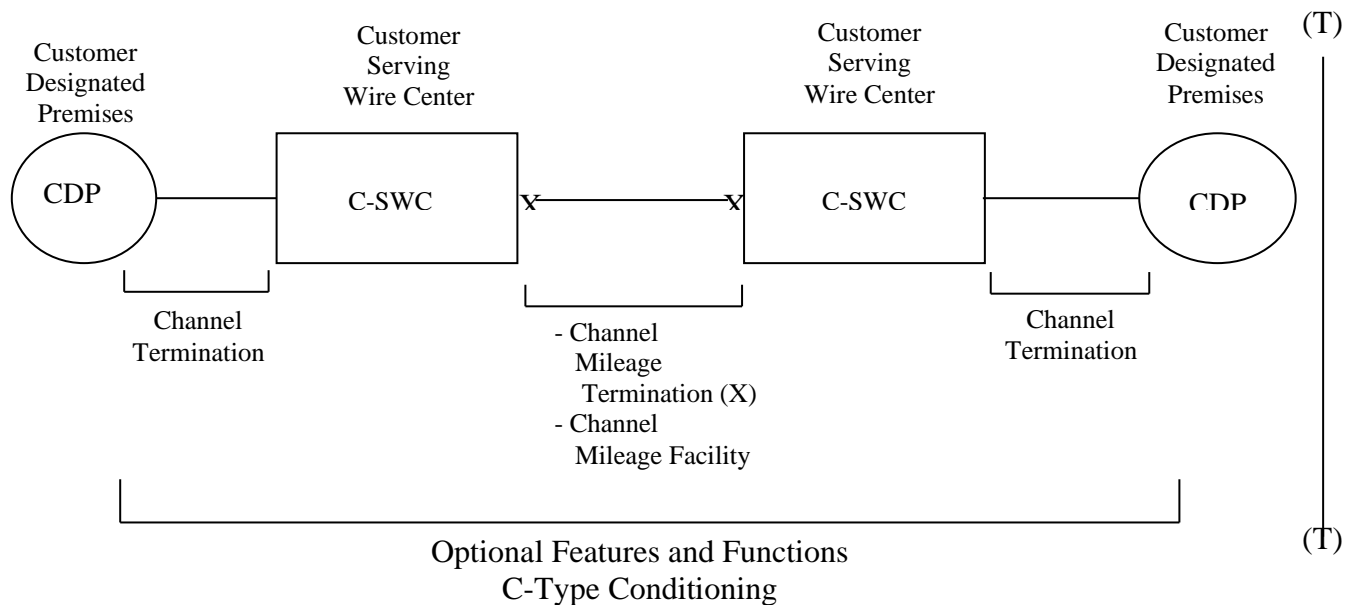 (T)
Customer
Designated
Premises
Customer
Serving
Wire Center
Customer
Serving
Wire Center
Customer
Designated
Premises
CDP
C-SWC
X
X
C-SWC
CDP
Channel
Termination
- Channel
Mileage
Termination (X)
- Channel
Mileage Facility
Channel
Termination
(T)
Optional Features and Functions
C-Type Conditioning